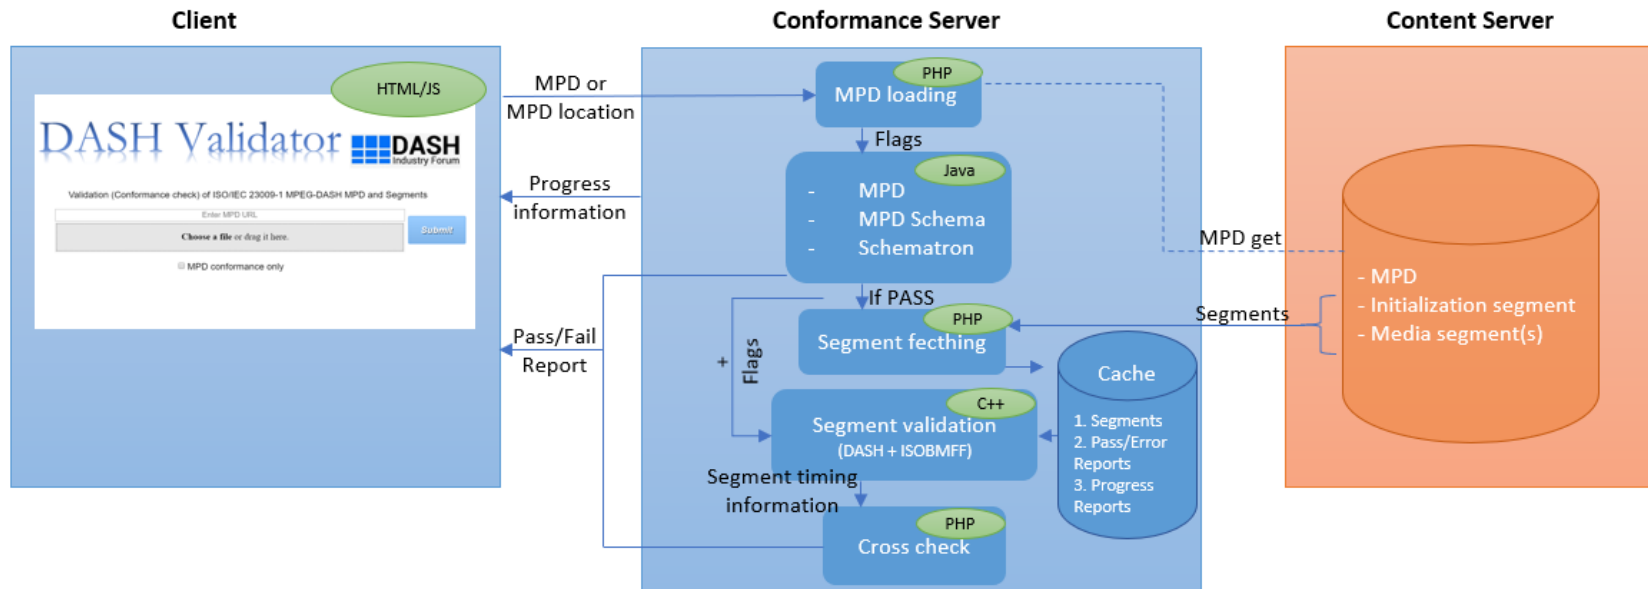 Client
Conformance Server
Content Server
HTML/JS
DASH Validator
DASH
Industry Forum
Validation (Conformance check) of ISO/IEC 23009-1 MPEG-DASH MPD and Segments
Enter MPD URL
Choose a file or drag it here.
Submit
MPD conformance only
MPD or
MPD location
Progress
information
Pass/Fail
Report
PHP
MPD loading
Flags
Java
- MPD
- MPD Schema
- Schematron
If PASS
PHP
Segment fecthing
+
Flags
C++
Segment validation
(DASH + ISOBMFF)
Segment timing
information
PHP
Cross check
Cache
1. Segments
2. Pass/Error
Reports
3. Progress
Reports
MPD get
Segments
- MPD
- Initialization segment
- Media segment(s)